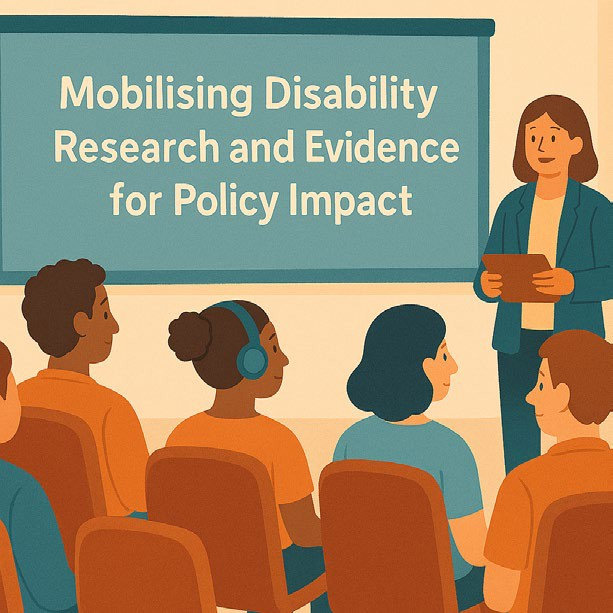 Mobilising Disability
Research and Evidence
for Policy Impact